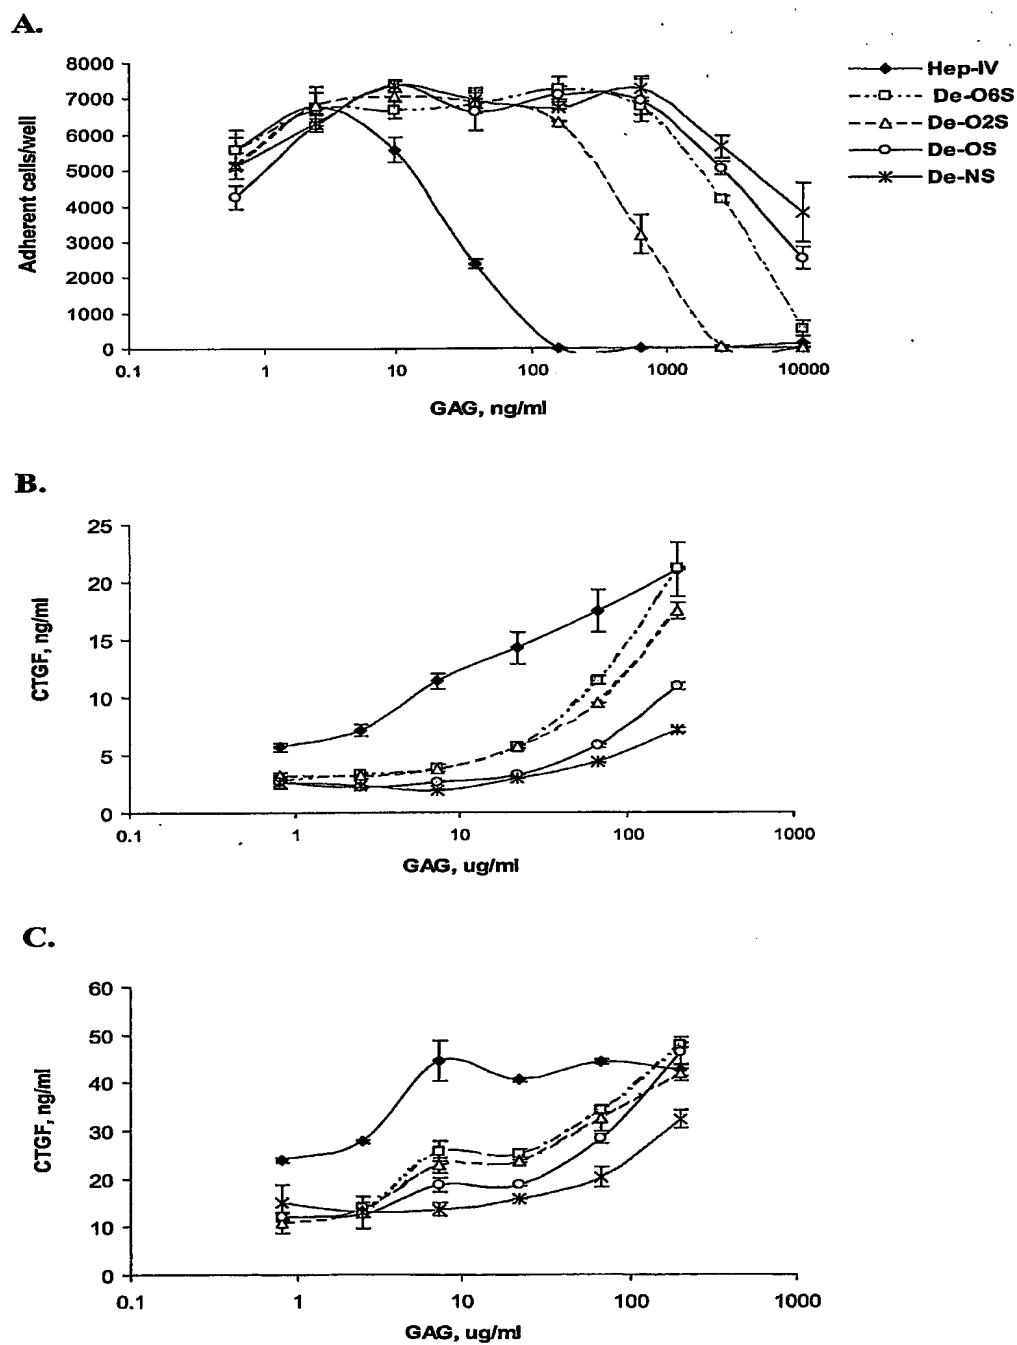 A.
8000
7000
6000
5000
4000
3000
2000
1000
0
Adherent cells/well
0.1 1 10 100 1000 10000
GAG, ng/ml
Hep-IV
De-O6S
De-O2S
De-OS
De-NS
B.
25
20
15
10
5
0
CTGF, ng/ml
0.1 1 10 100 1000
GAG, ug/ml
C.
60
50
40
30
20
10
0
CTGF, ng/ml
0.1 1 10 100 1000
GAG, ug/ml